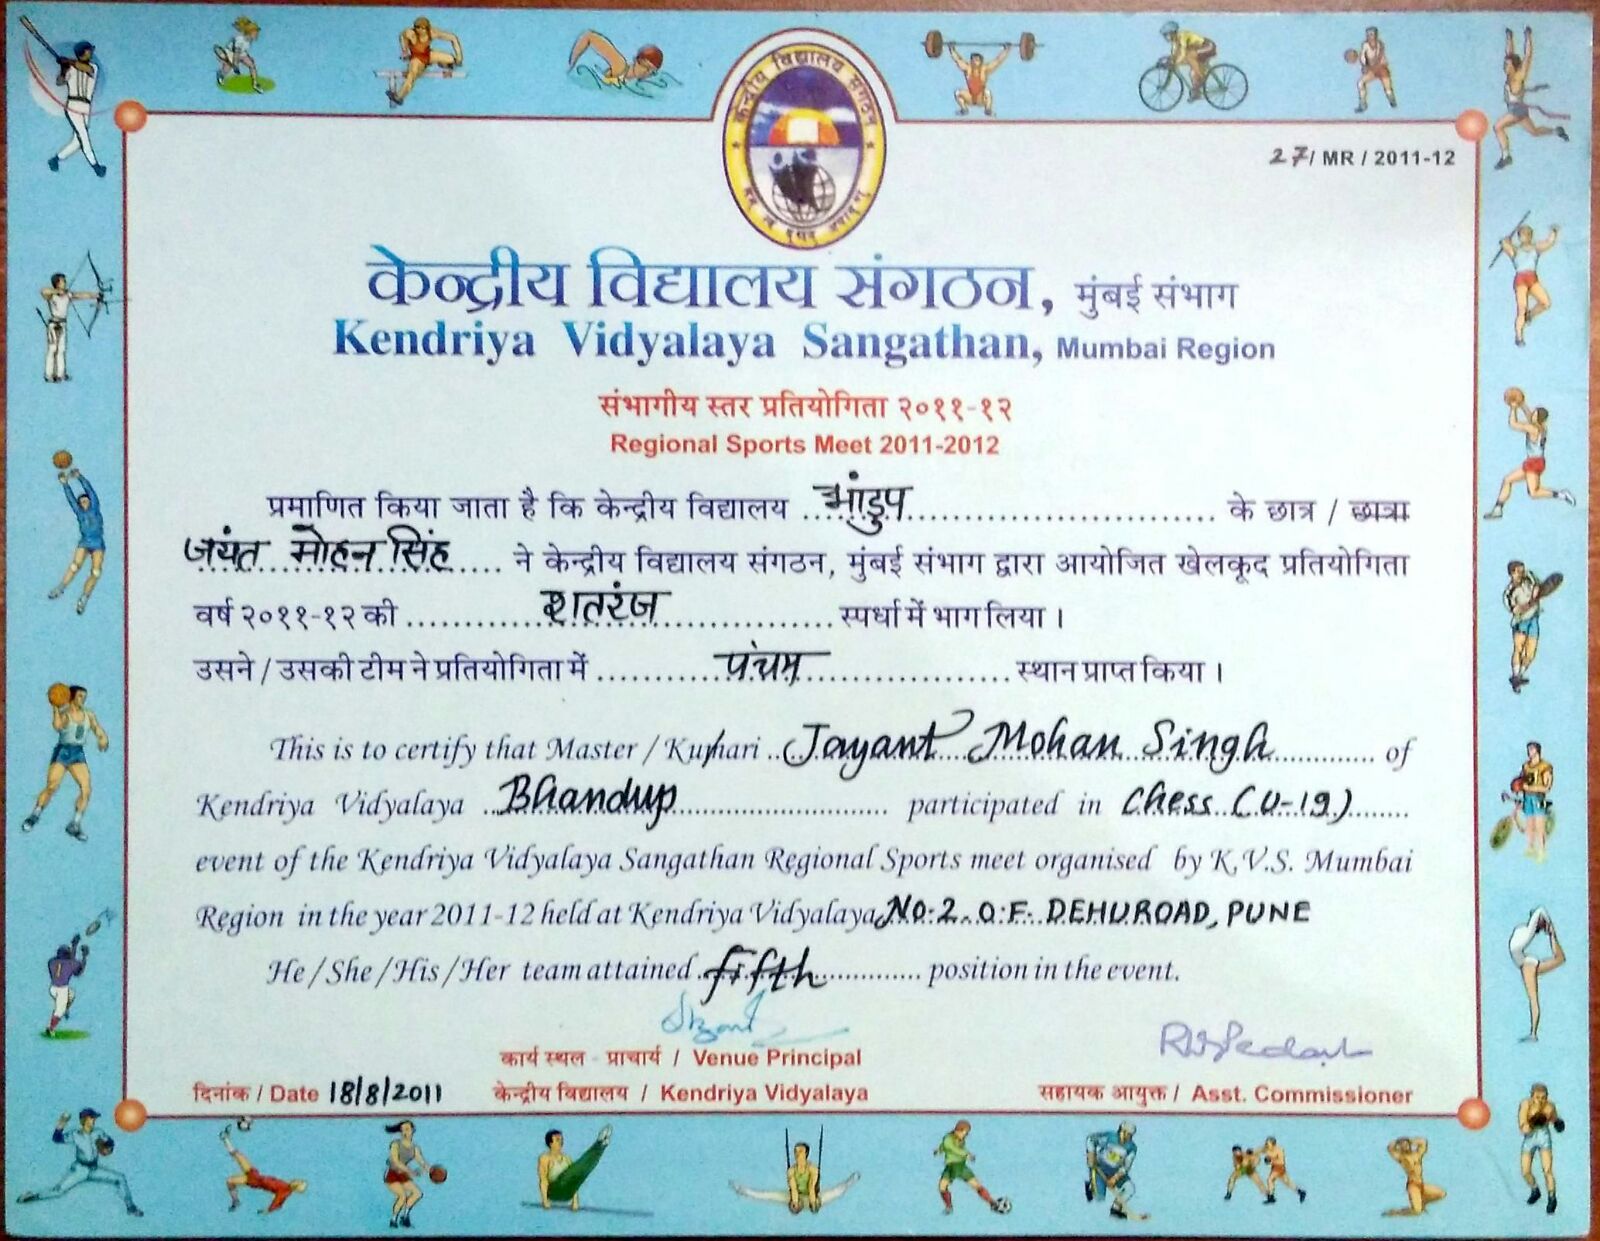 केन्द्रीय विद्यालय संगठन
27/ MR / 2011-12
केन्द्रीय विद्यालय संगठन, मुंबई संभाग
Kendriya Vidyalaya Sangathan, Mumbai Region
संभागीय स्तर प्रतियोगिता २०११-१२
Regional Sports Meet 2011-2012
प्रमाणित किया जाता है कि केन्द्रीय विद्यालय भांडुप के छात्र / छात्रा
जयंत मोहन सिंह ने केन्द्रीय विद्यालय संगठन, मुंबई संभाग द्वारा आयोजित खेलकूद प्रतियोगिता
वर्ष २०११-१२ की शतरंज स्पर्धा में भाग लिया ।
उसने / उसकी टीम ने प्रतियोगिता में पंचम स्थान प्राप्त किया ।
This is to certify that Master / Kumari Jayant Mohan Singh of
Kendriya Vidyalaya Bhandup participated in Chess (U-19)
event of the Kendriya Vidyalaya Sangathan Regional Sports meet organised by K.V.S. Mumbai
Region in the year 2011-12 held at Kendriya Vidyalaya NO. 2. O.F. DEHUROAD, PUNE
He / She / His / Her team attained fifth position in the event.
कार्य स्थल - प्राचार्य / Venue Principal
दिनांक / Date 18/8/2011 केन्द्रीय विद्यालय / Kendriya Vidyalaya सहायक आयुक्त / Asst. Commissioner